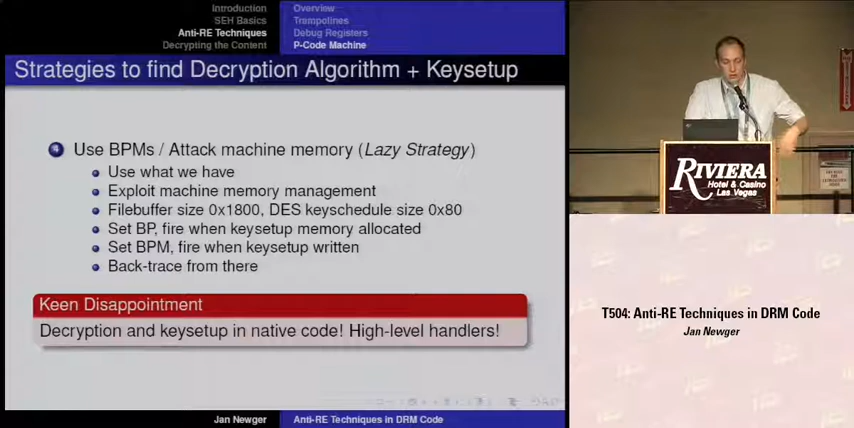 Introduction
SEH Basics
Anti-RE Techniques
Decrypting the Content
Overview
Trampolines
Debug Registers
P-Code Machine
Strategies to find Decryption Algorithm + Keysetup
4 Use BPMs / Attack machine memory (Lazy Strategy)
Use what we have
Exploit machine memory management
Filebuffer size 0x1800, DES keyschedule size 0x80
Set BP, fire when keysetup memory allocated
Set BPM, fire when keysetup written
Back-trace from there
Keen Disappointment
Decryption and keysetup in native code! High-level handlers!
Jan Newger
Anti-RE Techniques in DRM Code
RIVIERA
Hotel & Casino
Las Vegas
T504: Anti-RE Techniques in DRM Code
Jan Newger